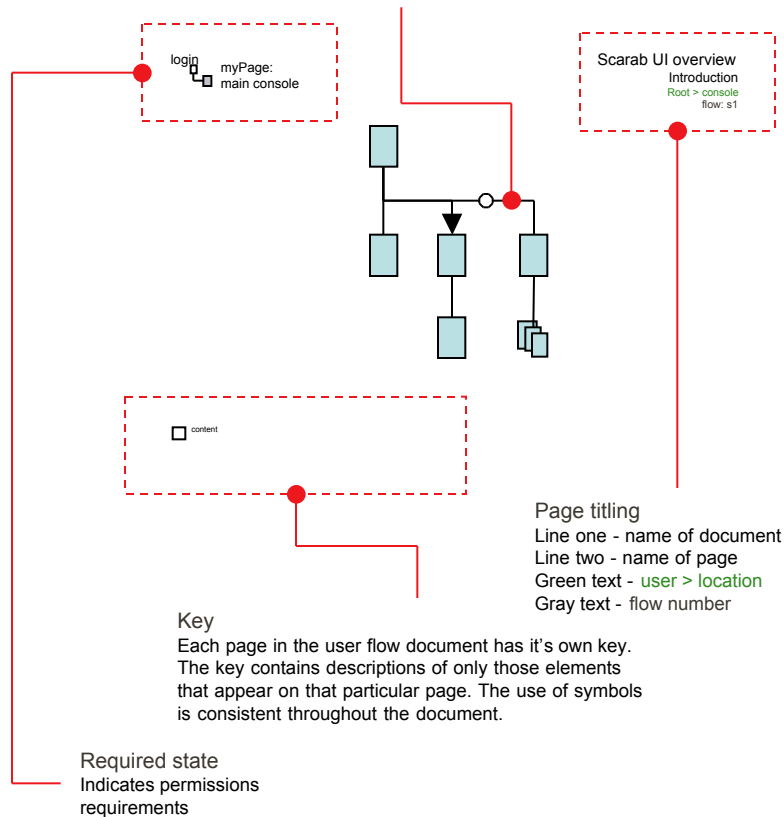 login
myPage:
main console
Scarab UI overview
Introduction
Root > console
flow: s1
content
Page titling
Line one - name of document
Line two - name of page
Green text - user > location
Gray text - flow number
Key
Each page in the user flow document has it's own key.
The key contains descriptions of only those elements
that appear on that particular page. The use of symbols
is consistent throughout the document.
Required state
Indicates permissions
requirements